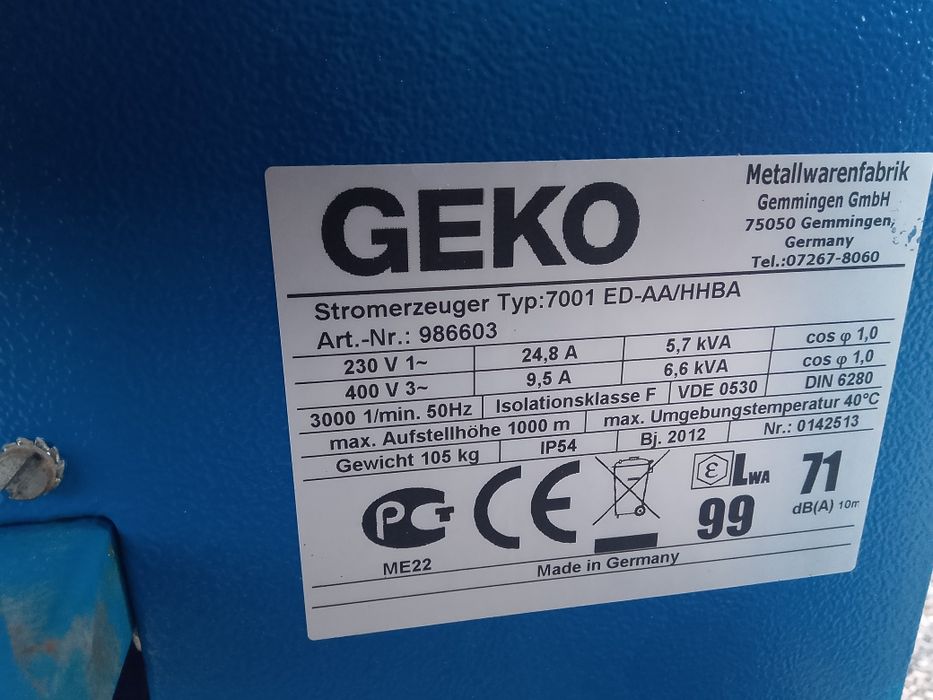 GEKO
Metallwarenfabrik
Gemmingen GmbH
75050 Gemmingen,
Germany
Tel.:07267-8060
Stromerzeuger Typ:7001 ED-AA/HHBA
Art.-Nr.: 986603
230 V 1~ 24,8 A 5,7 kVA cos φ 1,0
400 V 3~ 9,5 A 6,6 kVA cos φ 1,0
3000 1/min. 50Hz Isolationsklasse F VDE 0530 DIN 6280
max. Aufstellhöhe 1000 m max. Umgebungstemperatur 40°C
Gewicht 105 kg IP54 Bj. 2012 Nr.: 0142513
PCT CE ε LWA 71
99 dB(A) 10m
ME22 Made in Germany